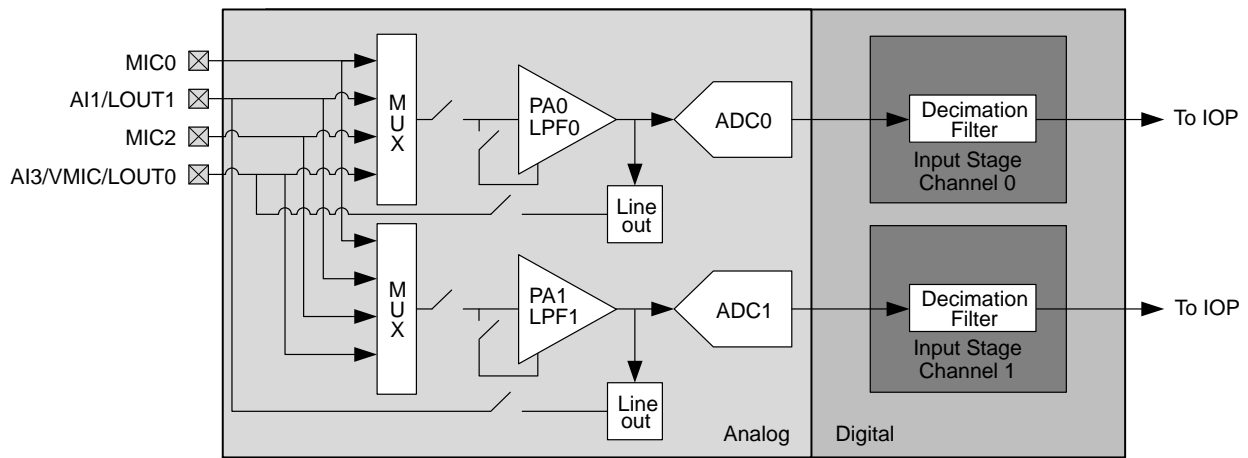 MIC0
AI1/LOUT1
MIC2
AI3/VMIC/LOUT0
M
U
X
PA0
LPF0
ADC0
Line
out
Decimation
Filter
Input Stage
Channel 0
To IOP
M
U
X
PA1
LPF1
ADC1
Line
out
Decimation
Filter
Input Stage
Channel 1
To IOP
Analog
Digital